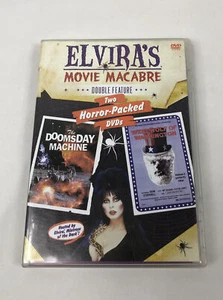 DVD
ELVIRA'S
MOVIE MACABRE
DOUBLE FEATURE
Two
Horror-Packed
DVDs
The
DOOMSDAY
MACHINE
Hosted by
Elvira, Mistress
of the Dark!